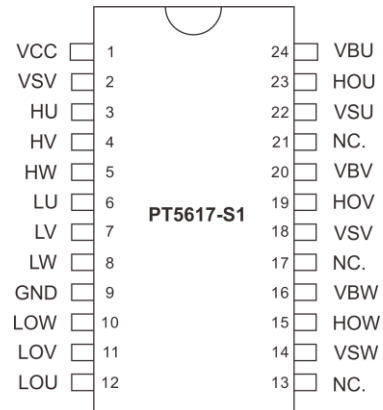 VCC 1 24 VBU
VSV 2 23 HOU
HU 3 22 VSU
HV 4 21 NC.
HW 5 20 VBV
LU 6 19 HOV
PT5617-S1
LV 7 18 VSV
LW 8 17 NC.
GND 9 16 VBW
LOW 10 15 HOW
LOV 11 14 VSW
LOU 12 13 NC.